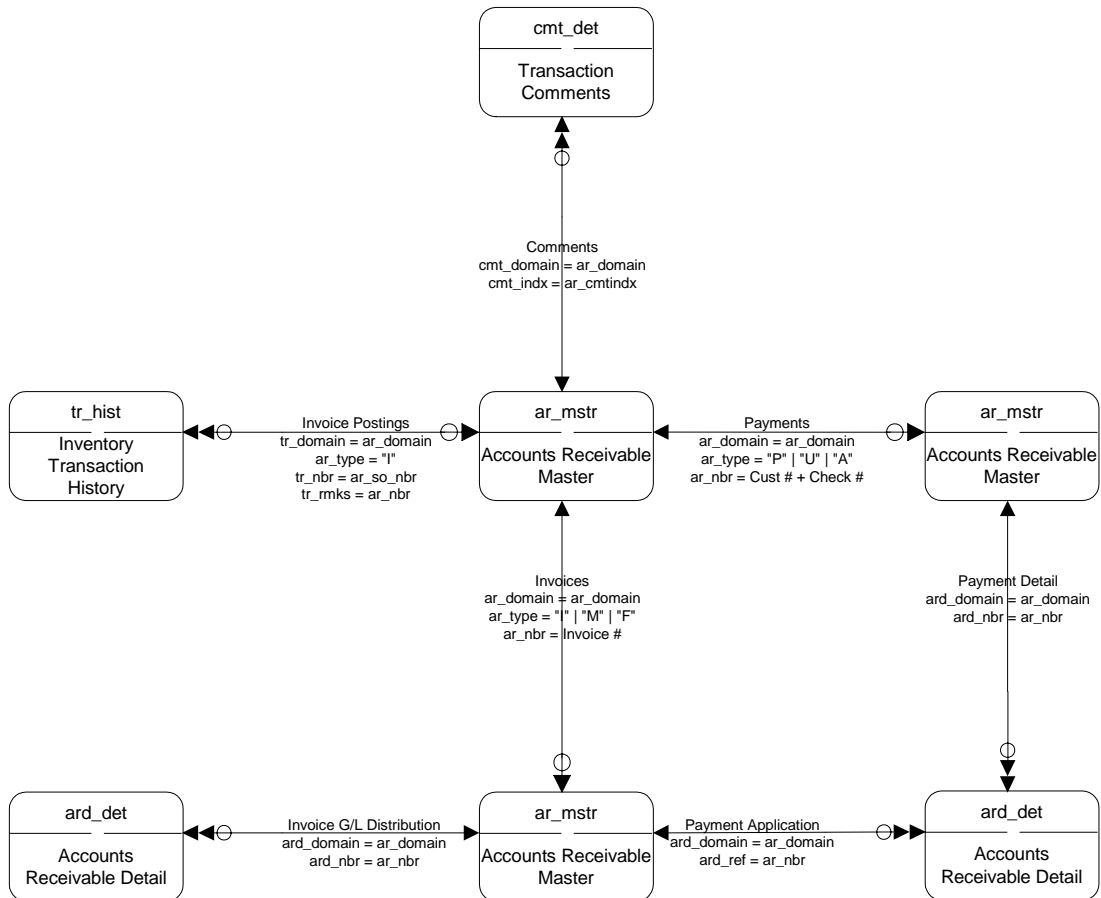 cmt_det
Transaction
Comments
Comments
cmt_domain = ar_domain
cmt_indx = ar_cmtindx
tr_hist
Inventory
Transaction
History
Invoice Postings
tr_domain = ar_domain
ar_type = "I"
tr_nbr = ar_so_nbr
tr_rmks = ar_nbr
ar_mstr
Accounts Receivable
Master
Payments
ar_domain = ar_domain
ar_type = "P" | "U" | "A"
ar_nbr = Cust # + Check #
ar_mstr
Accounts Receivable
Master
Invoices
ar_domain = ar_domain
ar_type = "I" | "M" | "F"
ar_nbr = Invoice #
Payment Detail
ard_domain = ar_domain
ard_nbr = ar_nbr
ard_det
Accounts
Receivable Detail
Invoice G/L Distribution
ard_domain = ar_domain
ard_nbr = ar_nbr
ar_mstr
Accounts Receivable
Master
Payment Application
ard_domain = ar_domain
ard_ref = ar_nbr
ard_det
Accounts
Receivable Detail